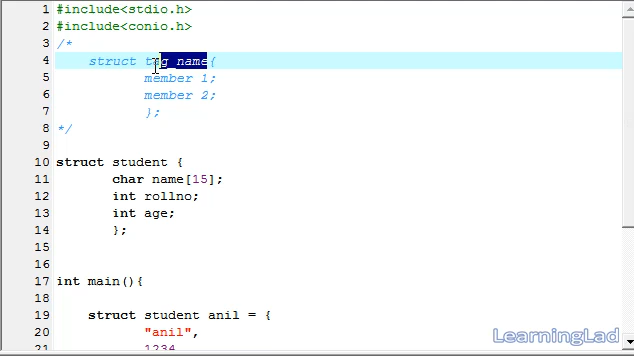 1 #include<stdio.h>
2 #include<conio.h>
3 /*
4 struct tag name{
5 member 1;
6 member 2;
7 };
8 */
9
10 struct student {
11 char name[15];
12 int rollno;
13 int age;
14 };
15
16
17 int main(){
18
19 struct student anil = {
20 "anil",
21 1234
LearningLad